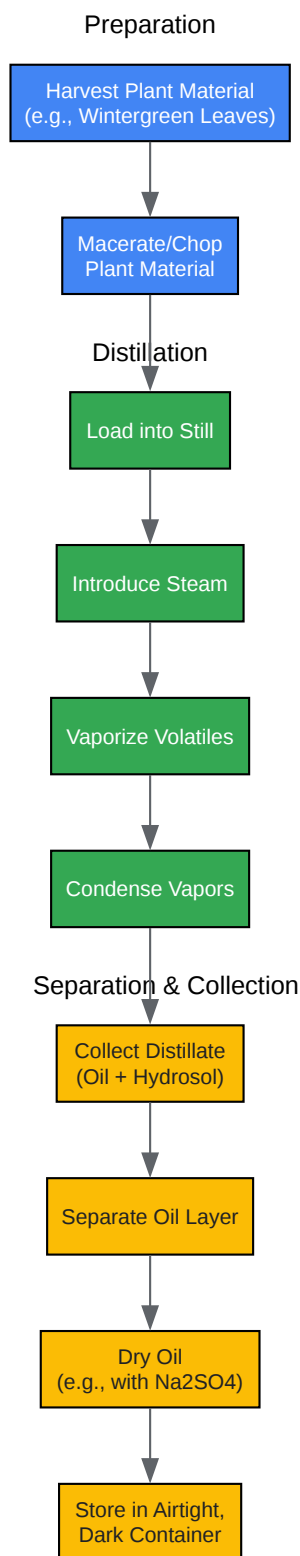 Preparation
Harvest Plant Material
(e.g., Wintergreen Leaves)
Macerate/Chop
Plant Material
Distillation
Load into Still
Introduce Steam
Vaporize Volatiles
Condense Vapors
Separation & Collection
Collect Distillate
(Oil + Hydrosol)
Separate Oil Layer
Dry Oil
(e.g., with Na2SO4)
Store in Airtight,
Dark Container